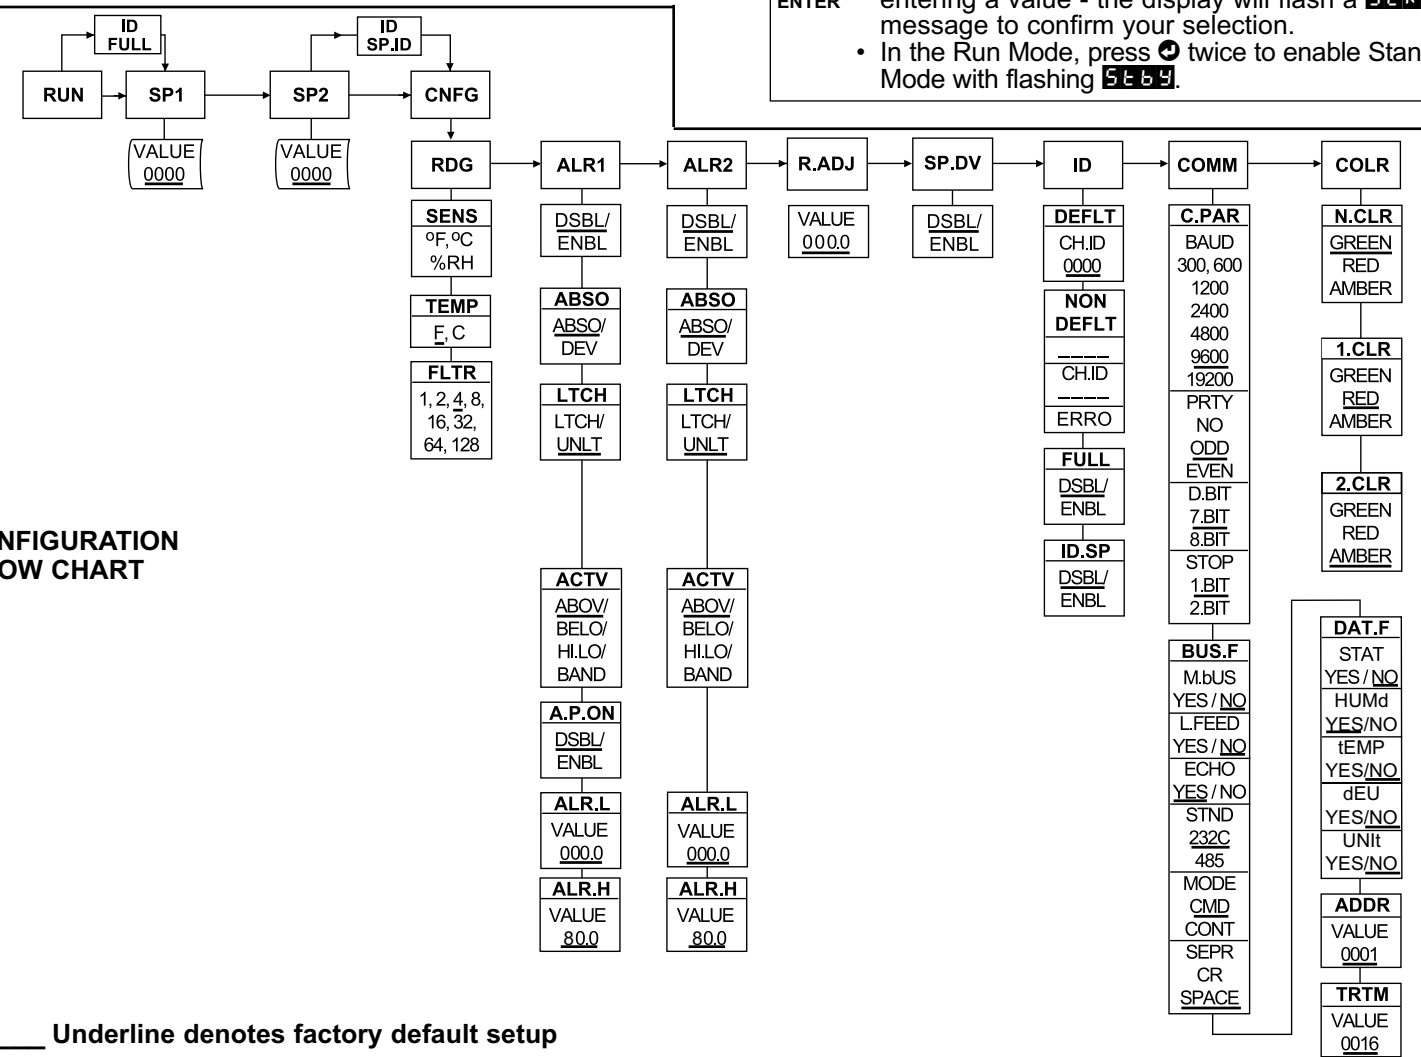 ENTER
entering a value - the display will flash a
message to confirm your selection.
• In the Run Mode, press twice to enable Stan
Mode with flashing Stby.
ID
FULL
ID
SP.ID
RUN
SP1
SP2
CNFG
VALUE
0000
VALUE
0000
RDG
ALR1
ALR2
R.ADJ
SP.DV
ID
COMM
COLR
SENS
ºF, ºC
%RH
TEMP
F, C
FLTR
1, 2, 4, 8,
16, 32,
64, 128
DSBL/
ENBL
ABSO
ABSO/
DEV
LTCH
LTCH/
UNLT
ACTV
ABOV/
BELO/
HI.LO/
BAND
A.P.ON
DSBL/
ENBL
ALR.L
VALUE
000.0
ALR.H
VALUE
80.0
DSBL/
ENBL
ABSO
ABSO/
DEV
LTCH
LTCH/
UNLT
ACTV
ABOV/
BELO/
HI.LO/
BAND
ALR.L
VALUE
000.0
ALR.H
VALUE
80.0
VALUE
000.0
DSBL/
ENBL
DEFLT
CH.ID
0000
NON
DEFLT
____
CH.ID
____
ERRO
FULL
DSBL/
ENBL
ID.SP
DSBL/
ENBL
C.PAR
BAUD
300, 600
1200
2400
4800
9600
19200
PRTY
NO
ODD
EVEN
D.BIT
7.BIT
8.BIT
STOP
1.BIT
2.BIT
BUS.F
M.bUS
YES / NO
L.FEED
YES / NO
ECHO
YES / NO
STND
232C
485
MODE
CMD
CONT
SEPR
CR
SPACE
N.CLR
GREEN
RED
AMBER
1.CLR
GREEN
RED
AMBER
2.CLR
GREEN
RED
AMBER
DAT.F
STAT
YES / NO
HUMd
YES/NO
tEMP
YES/NO
dEU
YES/NO
UNIt
YES/NO
ADDR
VALUE
0001
TRTM
VALUE
0016
NFIGURATION
OW CHART
____ Underline denotes factory default setup